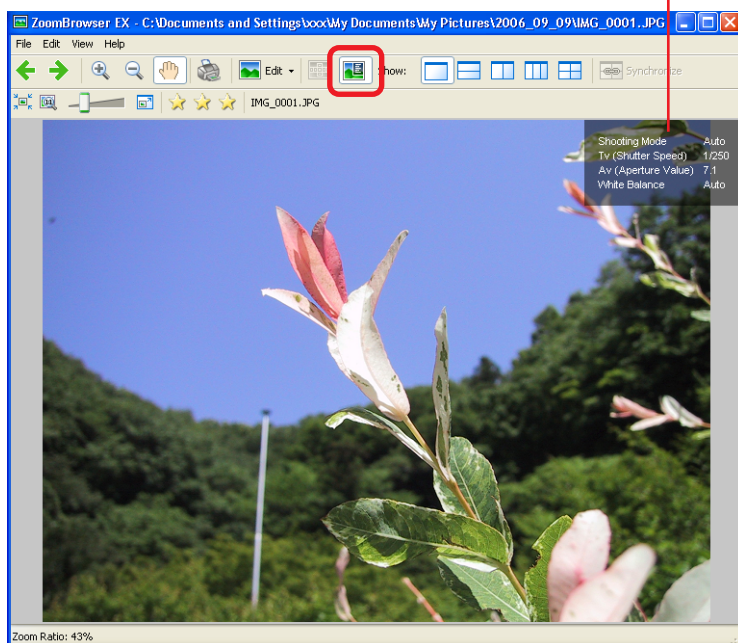 ZoomBrowser EX - C:\Documents and Settings\xxx\My Documents\My Pictures\2006_09_09\IMG_0001.JPG
File Edit View Help
Edit Show: Synchronize
IMG_0001.JPG
Shooting Mode Auto
Tv (Shutter Speed) 1/250
Av (Aperture Value) 7.1
White Balance Auto
Zoom Ratio: 43%